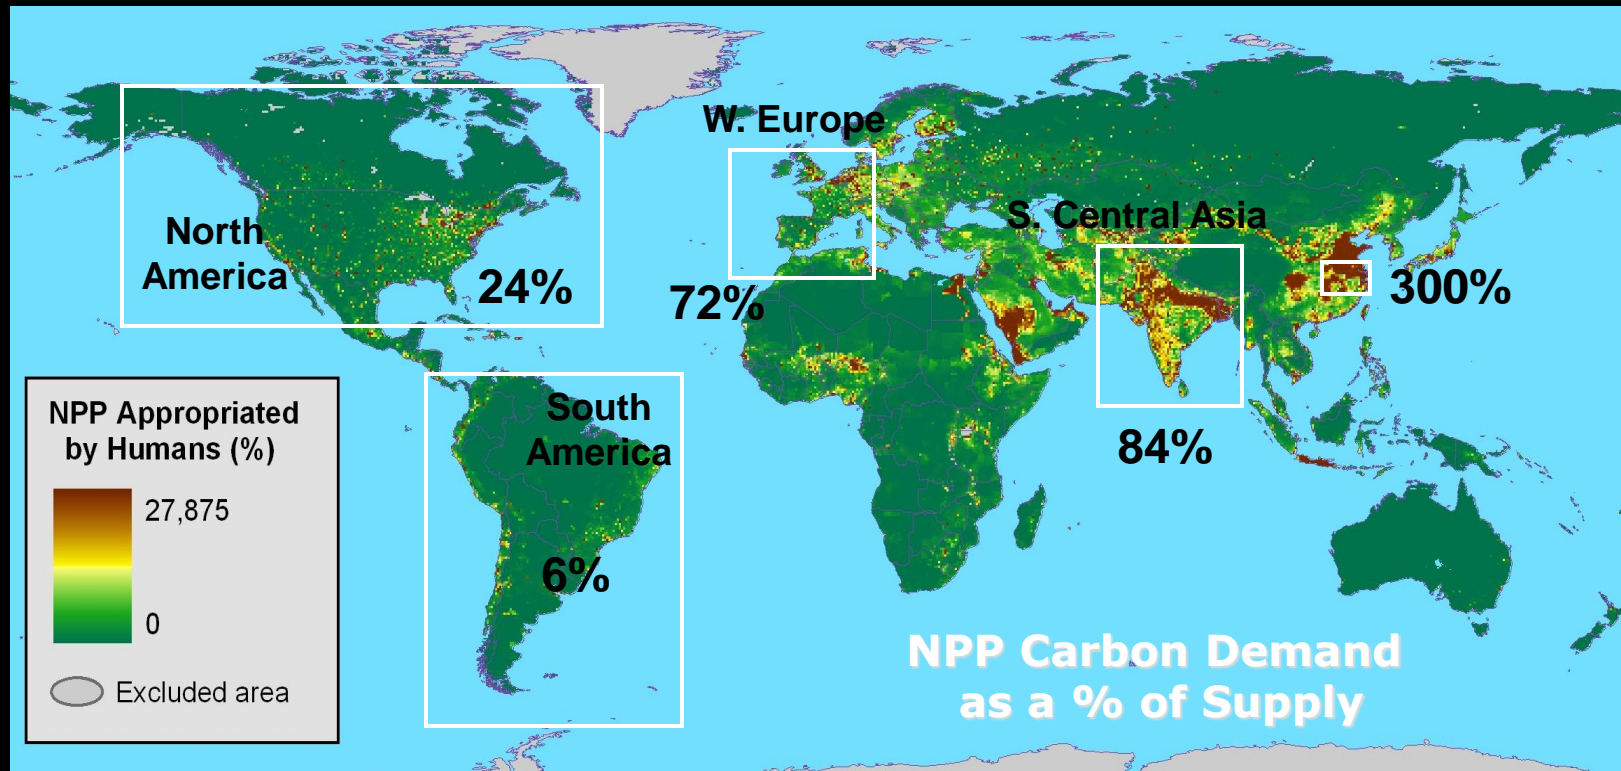 W. Europe
S. Central Asia
North
America
24%
72%
300%
South
America
84%
6%
NPP Appropriated
by Humans (%)
27,875
0
Excluded area
NPP Carbon Demand
as a % of Supply